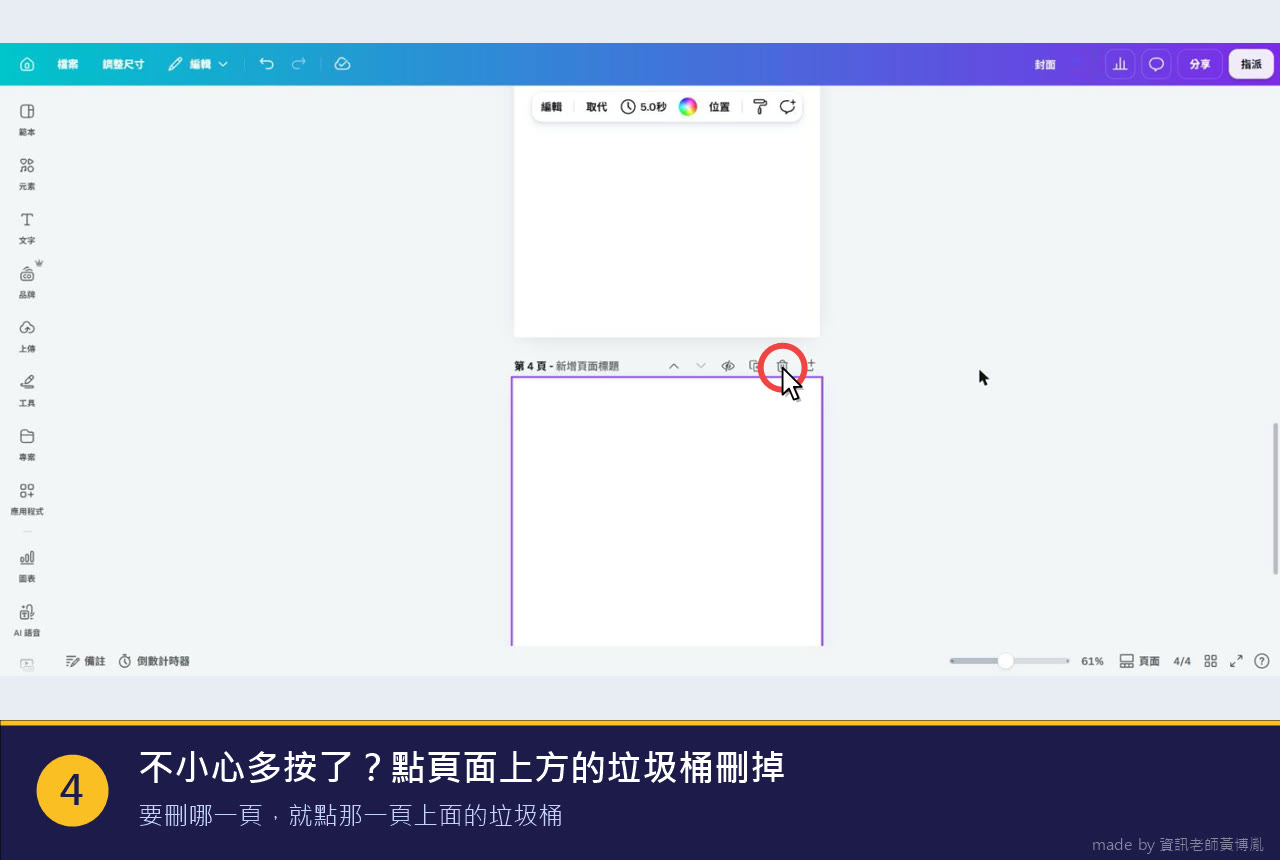 檔案 調整尺寸 編輯 封面 分享 指派
編輯 取代 5.0秒 位置
範本
元素
文字
品牌
上傳
工具
專案
應用程式
圖表
AI 語音
第 4 頁 - 新增頁面標題
備註 倒數計時器 61% 頁面 4/4
4
不小心多按了？點頁面上方的垃圾桶刪掉
要刪哪一頁，就點那一頁上面的垃圾桶
made by 資訊老師黃博胤